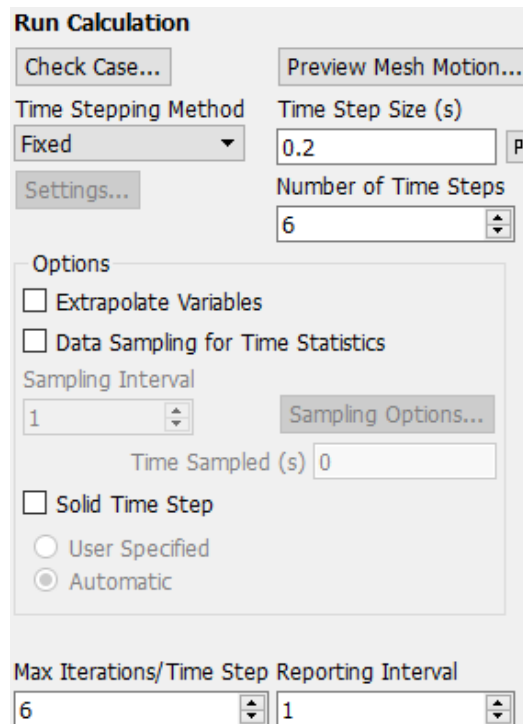 Run Calculation
Check Case... Preview Mesh Motion...
Time Stepping Method Time Step Size (s)
Fixed 0.2 P
Settings... Number of Time Steps
6
Options
Extrapolate Variables
Data Sampling for Time Statistics
Sampling Interval
1 Sampling Options...
Time Sampled (s) 0
Solid Time Step
User Specified
Automatic
Max Iterations/Time Step Reporting Interval
6 1